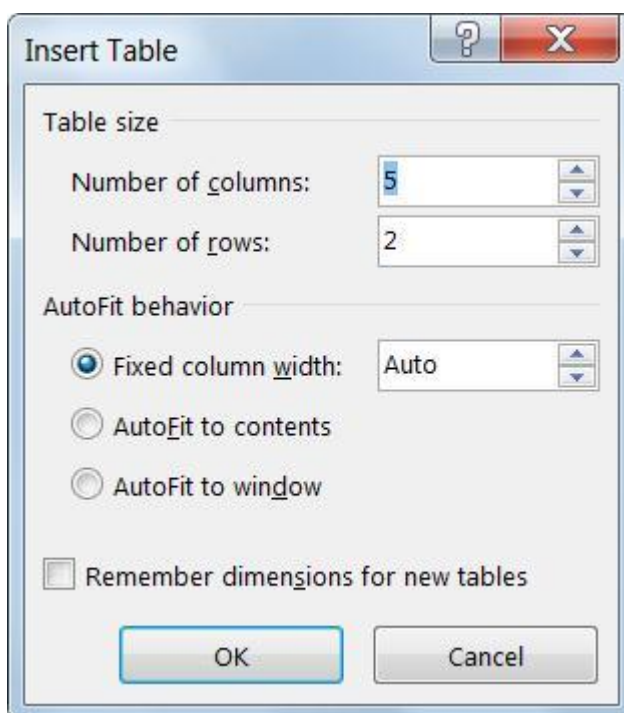 Insert Table
?
X
Table size
Number of columns: 5
Number of rows: 2
AutoFit behavior
Fixed column width: Auto
AutoFit to contents
AutoFit to window
Remember dimensions for new tables
OK Cancel